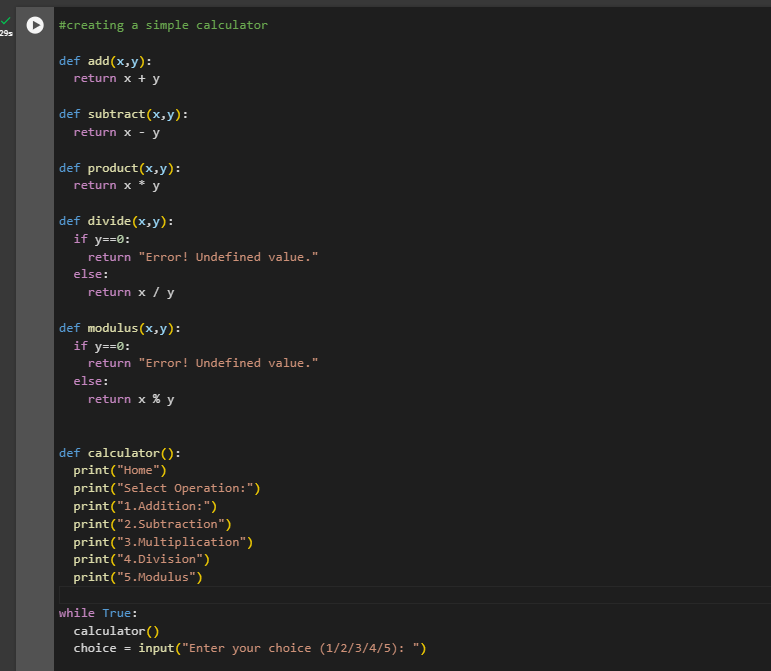 29s
#creating a simple calculator
def add(x,y):
  return x + y
def subtract(x,y):
  return x - y
def product(x,y):
  return x * y
def divide(x,y):
  if y==0:
    return "Error! Undefined value."
  else:
    return x / y
def modulus(x,y):
  if y==0:
    return "Error! Undefined value."
  else:
    return x % y
def calculator():
  print("Home")
  print("Select Operation:")
  print("1.Addition:")
  print("2.Subtraction")
  print("3.Multiplication")
  print("4.Division")
  print("5.Modulus")
while True:
  calculator()
  choice = input("Enter your choice (1/2/3/4/5): ")